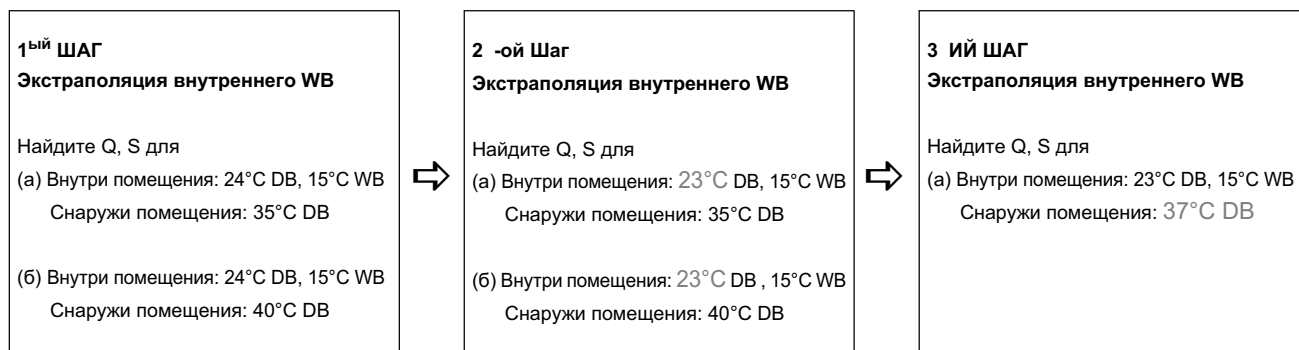 1ый ШАГ
Экстраполяция внутреннего WB
Найдите Q, S для
(а) Внутри помещения: 24°C DB, 15°C WB
Снаружи помещения: 35°C DB
(б) Внутри помещения: 24°C DB, 15°C WB
Снаружи помещения: 40°C DB
2 -ой Шаг
Экстраполяция внутреннего WB
Найдите Q, S для
(а) Внутри помещения: 23°C DB, 15°C WB
Снаружи помещения: 35°C DB
(б) Внутри помещения: 23°C DB , 15°C WB
Снаружи помещения: 40°C DB
3 ИЙ ШАГ
Экстраполяция внутреннего WB
Найдите Q, S для
(а) Внутри помещения: 23°C DB, 15°C WB
Снаружи помещения: 37°C DB